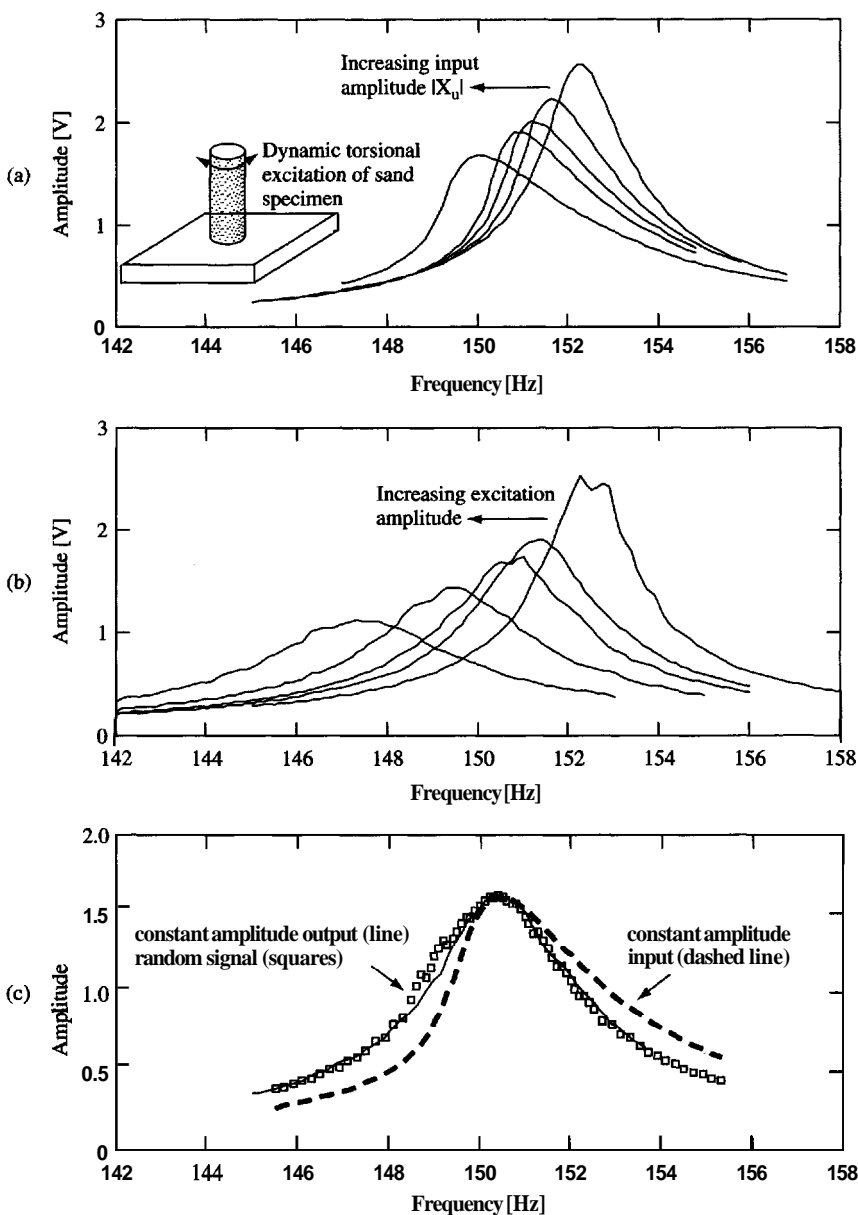 (a)
Amplitude [V]
3
2
1
0
Increasing input
amplitude |Xᵤ|
Dynamic torsional
excitation of sand
specimen
142 144 146 148 150 152 154 156 158
Frequency [Hz]
(b)
Amplitude [V]
3
2
1
0
Increasing excitation
amplitude
142 144 146 148 150 152 154 156 158
Frequency [Hz]
(c)
Amplitude
2.0
1.5
1.0
0.5
0
constant amplitude output (line)
random signal (squares)
constant amplitude
input (dashed line)
142 144 146 148 150 152 154 156 158
Frequency [Hz]